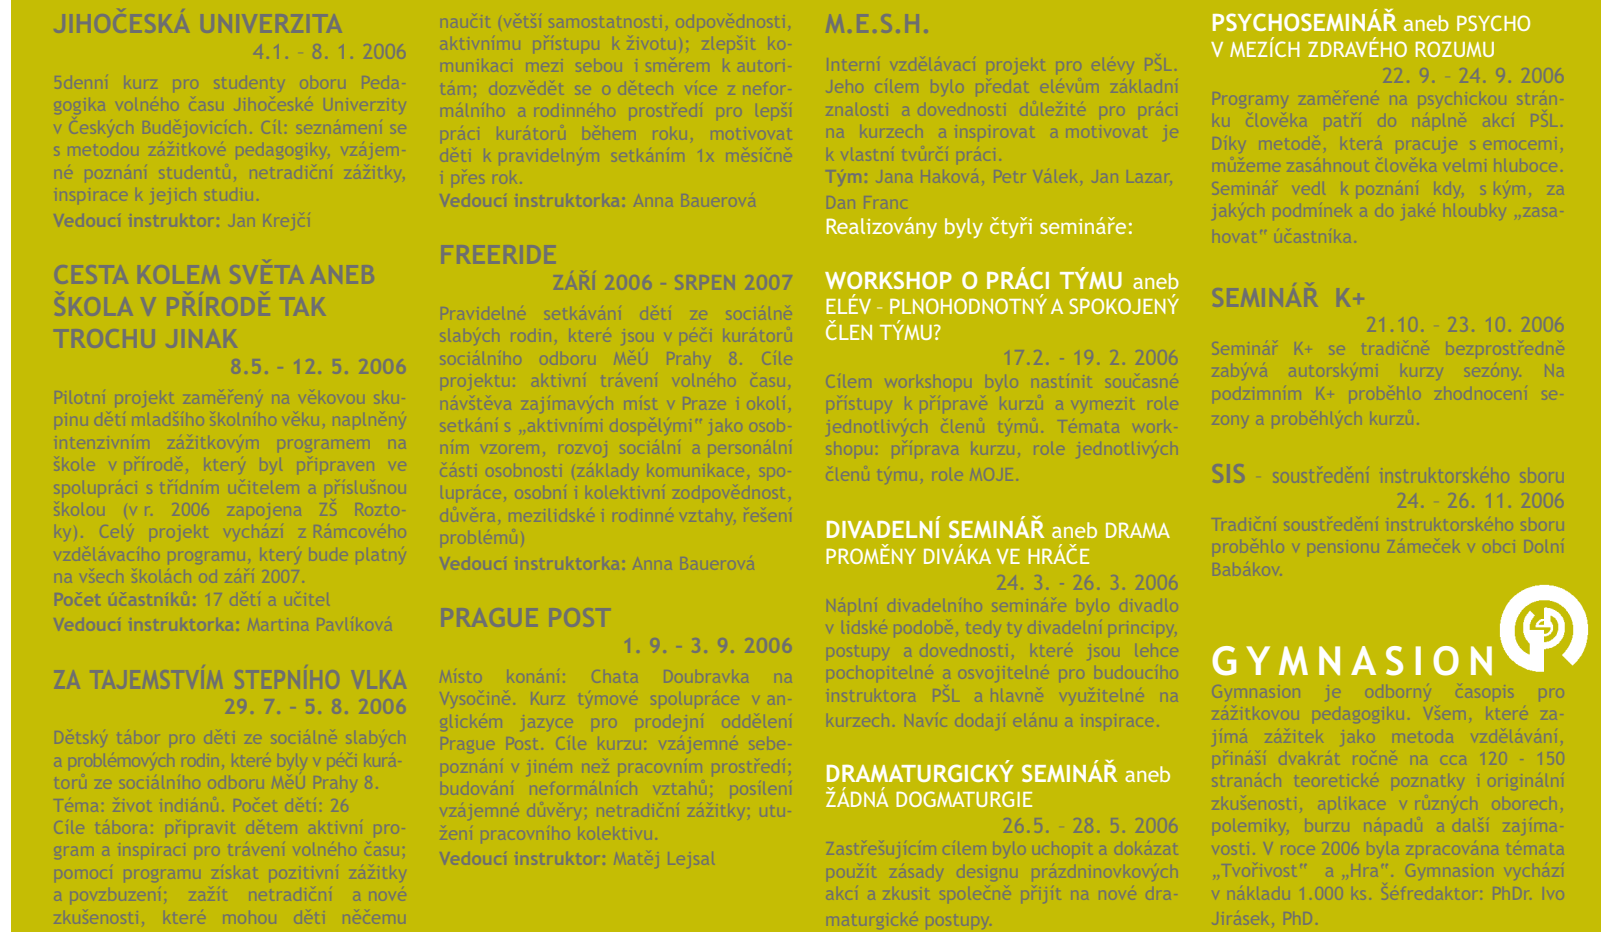 JIHOČESKÁ UNIVERZITA
4.1. – 8. 1. 2006
5denní kurz pro studenty oboru Peda-
gogika volného času Jihočeské Univerzity
v Českých Budějovicích. Cíl: seznámení se
s metodou zážitkové pedagogiky, vzájem-
né poznání studentů, netradiční zážitky,
inspirace k jejich studiu.
Vedoucí instruktor: Jan Krejčí
CESTA KOLEM SVĚTA ANEB
ŠKOLA V PŘÍRODĚ TAK
TROCHU JINAK
8.5. – 12. 5. 2006
Pilotní projekt zaměřený na věkovou sku-
pinu dětí mladšího školního věku, naplněný
intenzivním zážitkovým programem na
škole v přírodě, který byl připraven ve
spolupráci s třídním učitelem a příslušnou
školou (v r. 2006 zapojena ZŠ Rozto-
ky). Celý projekt vychází z Rámcového
vzdělávacího programu, který bude platný
na všech školách od září 2007.
Počet účastníků: 17 dětí a učitel
Vedoucí instruktorka: Martina Pavlíková
ZA TAJEMSTVÍM STEPNÍHO VLKA
29. 7. – 5. 8. 2006
Dětský tábor pro děti ze sociálně slabých
a problémových rodin, které byly v péči kurá-
torů ze sociálního odboru MěÚ Prahy 8.
Téma: život indiánů. Počet dětí: 26
Cíle tábora: připravit dětem aktivní pro-
gram a inspiraci pro trávení volného času;
pomocí programu získat pozitivní zážitky
a povzbuzení; zažít netradiční a nové
zkušenosti, které mohou děti něčemu
naučit (větší samostatnosti, odpovědnosti,
aktivnímu přístupu k životu); zlepšit ko-
munikaci mezi sebou i směrem k autori-
tám; dozvědět se o dětech více z nefor-
málního a rodinného prostředí pro lepší
práci kurátorů během roku, motivovat
děti k pravidelným setkáním 1x měsíčně
i přes rok.
Vedoucí instruktorka: Anna Bauerová
FREERIDE
ZÁŘÍ 2006 – SRPEN 2007
Pravidelné setkávání dětí ze sociálně
slabých rodin, které jsou v péči kurátorů
sociálního odboru MěÚ Prahy 8. Cíle
projektu: aktivní trávení volného času,
návštěva zajímavých míst v Praze i okolí,
setkání s „aktivními dospělými“ jako osob-
ním vzorem, rozvoj sociální a personální
části osobnosti (základy komunikace, spo-
lupráce, osobní i kolektivní zodpovědnost,
důvěra, mezilidské i rodinné vztahy, řešení
problémů)
Vedoucí instruktorka: Anna Bauerová
PRAGUE POST
1. 9. – 3. 9. 2006
Místo konání: Chata Doubravka na
Vysočině. Kurz týmové spolupráce v an-
glickém jazyce pro prodejní oddělení
Prague Post. Cíle kurzu: vzájemné sebe-
poznání v jiném než pracovním prostředí;
budování neformálních vztahů; posílení
vzájemné důvěry; netradiční zážitky; utu-
žení pracovního kolektivu.
Vedoucí instruktor: Matěj Lejsal
M.E.S.H.
Interní vzdělávací projekt pro elévy PŠL.
Jeho cílem bylo předat elévům základní
znalosti a dovednosti důležité pro práci
na kurzech a inspirovat a motivovat je
k vlastní tvůrčí práci.
Tým: Jana Haková, Petr Válek, Jan Lazar,
Dan Franc
Realizovány byly čtyři semináře:
WORKSHOP O PRÁCI TÝMU aneb
ELÉV – PLNOHODNOTNÝ A SPOKOJENÝ
ČLEN TÝMU?
17.2. - 19. 2. 2006
Cílem workshopu bylo nastínit současné
přístupy k přípravě kurzů a vymezit role
jednotlivých členů týmů. Témata work-
shopu: příprava kurzu, role jednotlivých
členů týmu, role MOJE.
DIVADELNÍ SEMINÁŘ aneb DRAMA
PROMĚNY DIVÁKA VE HRÁČE
24. 3. - 26. 3. 2006
Náplní divadelního semináře bylo divadlo
v lidské podobě, tedy ty divadelní principy,
postupy a dovednosti, které jsou lehce
pochopitelné a osvojitelné pro budoucího
instruktora PŠL a hlavně využitelné na
kurzech. Navíc dodají elánu a inspirace.
DRAMATURGICKÝ SEMINÁŘ aneb
ŽÁDNÁ DOGMATURGIE
26.5. – 28. 5. 2006
Zastřešujícím cílem bylo uchopit a dokázat
použít zásady designu prázdninovkových
akcí a zkusit společně přijít na nové dra-
maturgické postupy.
PSYCHOSEMINÁŘ aneb PSYCHO
V MEZÍCH ZDRAVÉHO ROZUMU
22. 9. – 24. 9. 2006
Programy zaměřené na psychickou strán-
ku člověka patří do náplně akcí PŠL.
Díky metodě, která pracuje s emocemi,
můžeme zasáhnout člověka velmi hluboce.
Seminář vedl k poznání kdy, s kým, za
jakých podmínek a do jaké hloubky „zasa-
hovat“ účastníka.
SEMINÁŘ K+
21.10. – 23. 10. 2006
Seminář K+ se tradičně bezprostředně
zabývá autorskými kurzy sezóny. Na
podzimním K+ proběhlo zhodnocení se-
zony a proběhlých kurzů.
SIS – soustředění instruktorského sboru
24. – 26. 11. 2006
Tradiční soustředění instruktorského sboru
proběhlo v pensionu Zámeček v obci Dolní
Babákov.
GYMNASION
Gymnasion je odborný časopis pro
zážitkovou pedagogiku. Všem, které za-
jímá zážitek jako metoda vzdělávání,
přináší dvakrát ročně na cca 120 - 150
stranách teoretické poznatky i originální
zkušenosti, aplikace v různých oborech,
polemiky, burzu nápadů a další zajíma-
vosti. V roce 2006 byla zpracována témata
„Tvořivost“ a „Hra“. Gymnasion vychází
v nákladu 1.000 ks. Šéfredaktor: PhDr. Ivo
Jirásek, PhD.